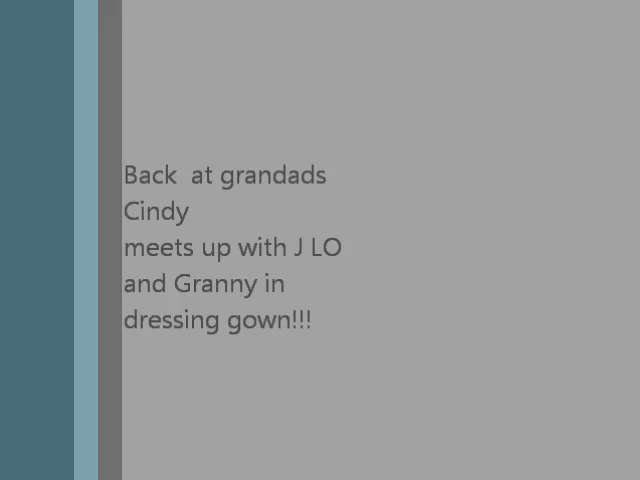 Back  at grandads
Cindy
meets up with J LO
and Granny in
dressing gown!!!